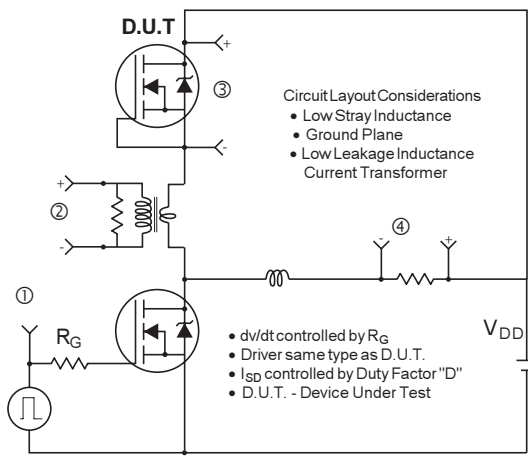 D.U.T
+
③
Circuit Layout Considerations
• Low Stray Inductance
• Ground Plane
• Low Leakage Inductance
Current Transformer
-
+
②
-
④
-
+
①
RG
VDD
• dv/dt controlled by RG
• Driver same type as D.U.T.
• ISD controlled by Duty Factor "D"
• D.U.T. - Device Under Test